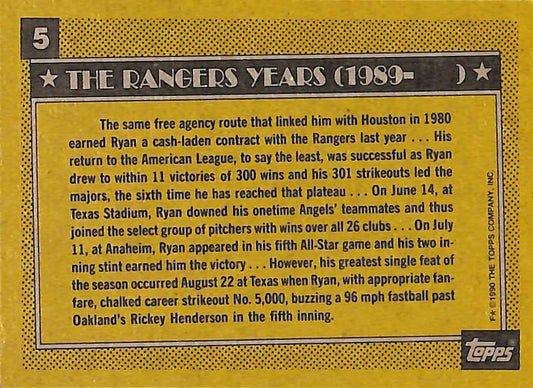 5
★ THE RANGERS YEARS (1989-    ) ★
The same free agency route that linked him with Houston in 1980
earned Ryan a cash-laden contract with the Rangers last year . . . His
return to the American League, to say the least, was successful as Ryan
drew to within 11 victories of 300 wins and his 301 strikeouts led the
majors, the sixth time he has reached that plateau . . . On June 14, at
Texas Stadium, Ryan downed his onetime Angels' teammates and thus
joined the select group of pitchers with wins over all 26 clubs . . . On July
11, at Anaheim, Ryan appeared in his fifth All-Star game and his two in-
ning stint earned him the victory . . . However, his greatest single feat of
the season occurred August 22 at Texas when Ryan, with appropriate fan-
fare, chalked career strikeout No. 5,000, buzzing a 96 mph fastball past
Oakland's Rickey Henderson in the fifth inning.
F★ ©1990 THE TOPPS COMPANY, INC.
topps